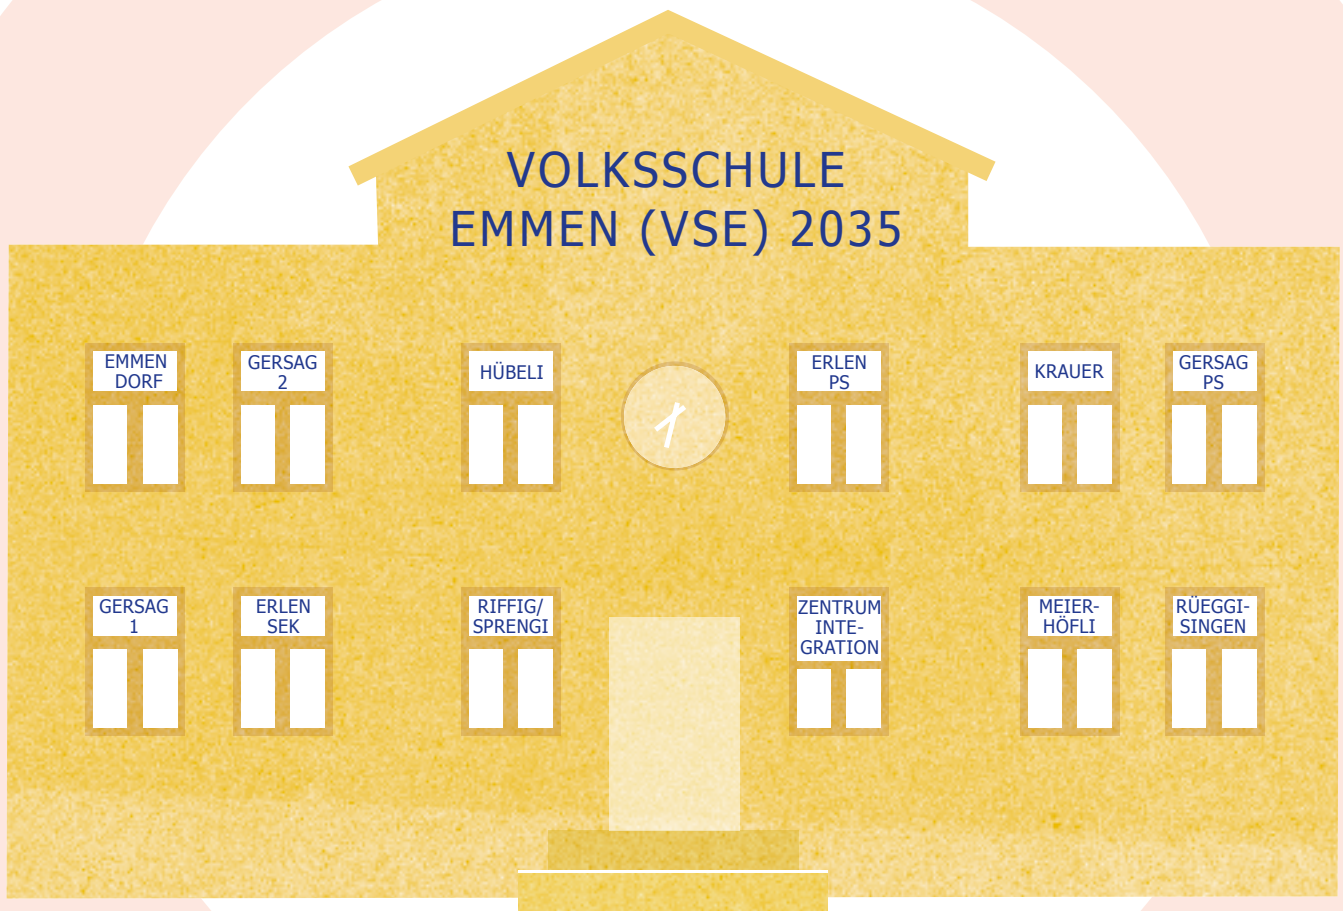 VOLKSSCHULE
EMMEN (VSE) 2035
EMMEN
DORF
GERSAG
2
HÜBELI
ERLEN
PS
KRAUER
GERSAG
PS
GERSAG
1
ERLEN
SEK
RIFFIG/
SPRENGI
ZENTRUM
INTE-
GRATION
MEIER-
HÖFLI
RÜEGGI-
SINGEN